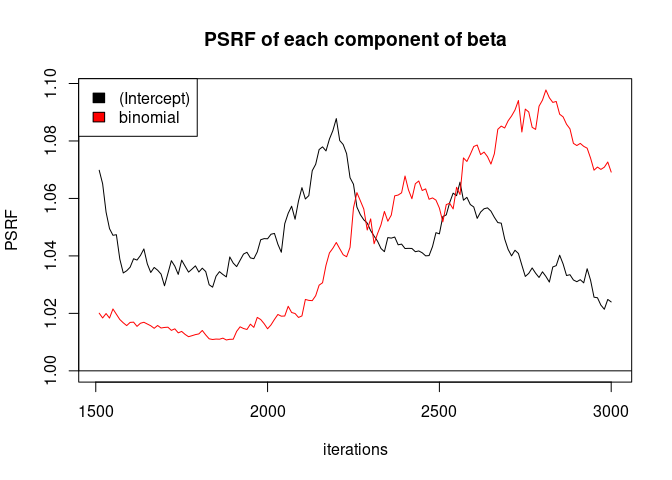 PSRF of each component of beta
(Intercept)
binomial
PSRF
1.10
1.08
1.06
1.04
1.02
1.00
1500 2000 2500 3000
iterations